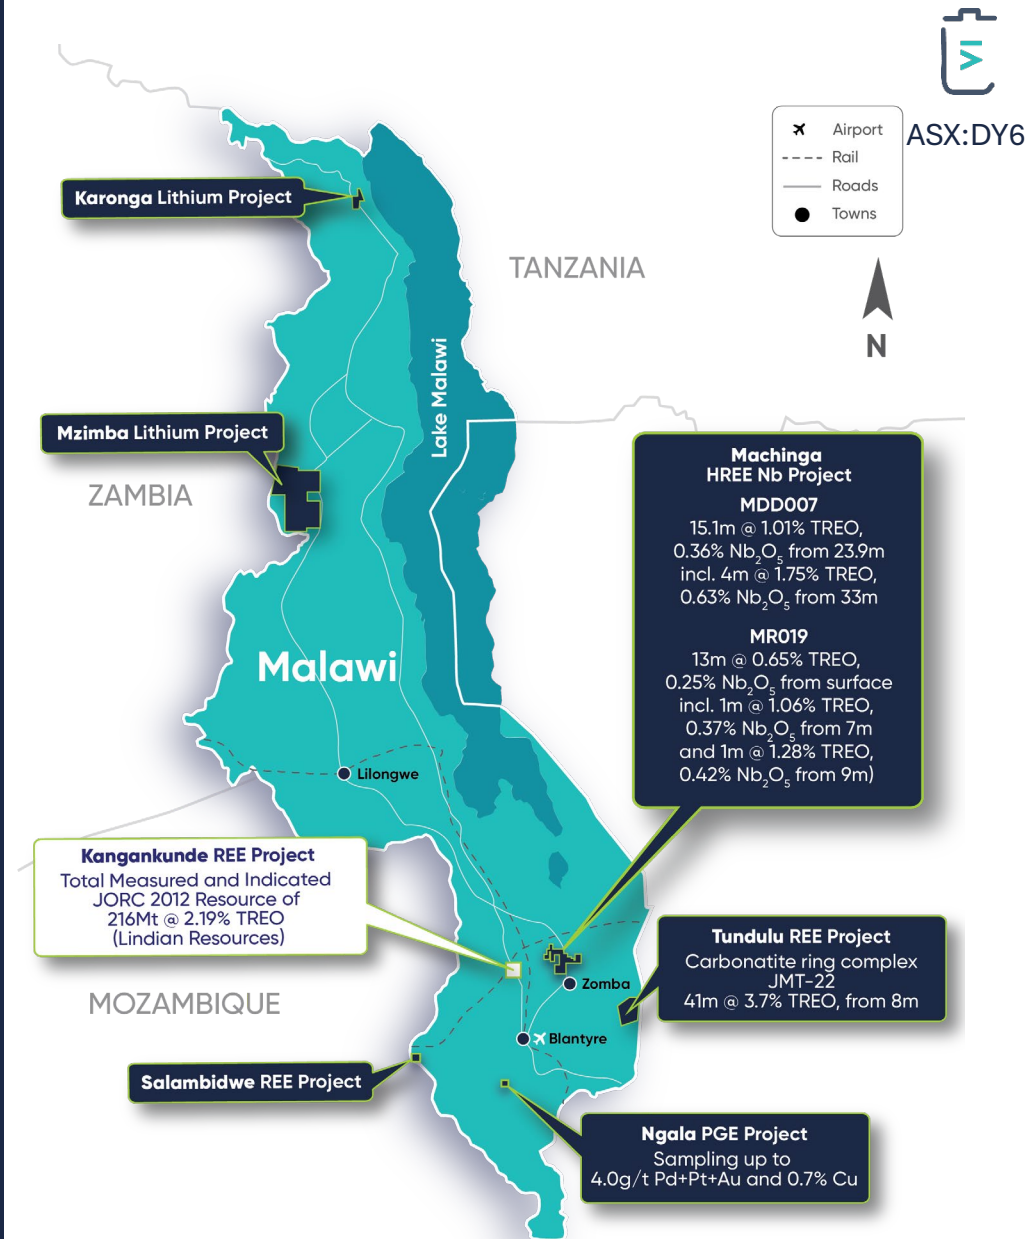 ASX:DY6
Airport
Rail
Roads
Towns
N
Karonga Lithium Project
TANZANIA
Lake Malawi
Mzimba Lithium Project
ZAMBIA
Machinga
HREE Nb Project
MDD007
15.1m @ 1.01% TREO,
0.36% Nb₂O₅ from 23.9m
incl. 4m @ 1.75% TREO,
0.63% Nb₂O₅ from 33m
MR019
13m @ 0.65% TREO,
0.25% Nb₂O₅ from surface
incl. 1m @ 1.06% TREO,
0.37% Nb₂O₅ from 7m
and 1m @ 1.28% TREO,
0.42% Nb₂O₅ from 9m)
Malawi
Lilongwe
Kangankunde REE Project
Total Measured and Indicated
JORC 2012 Resource of
216Mt @ 2.19% TREO
(Lindian Resources)
Tundulu REE Project
Carbonatite ring complex
JMT-22
41m @ 3.7% TREO, from 8m
Zomba
MOZAMBIQUE
Blantyre
Salambidwe REE Project
Ngala PGE Project
Sampling up to
4.0g/t Pd+Pt+Au and 0.7% Cu